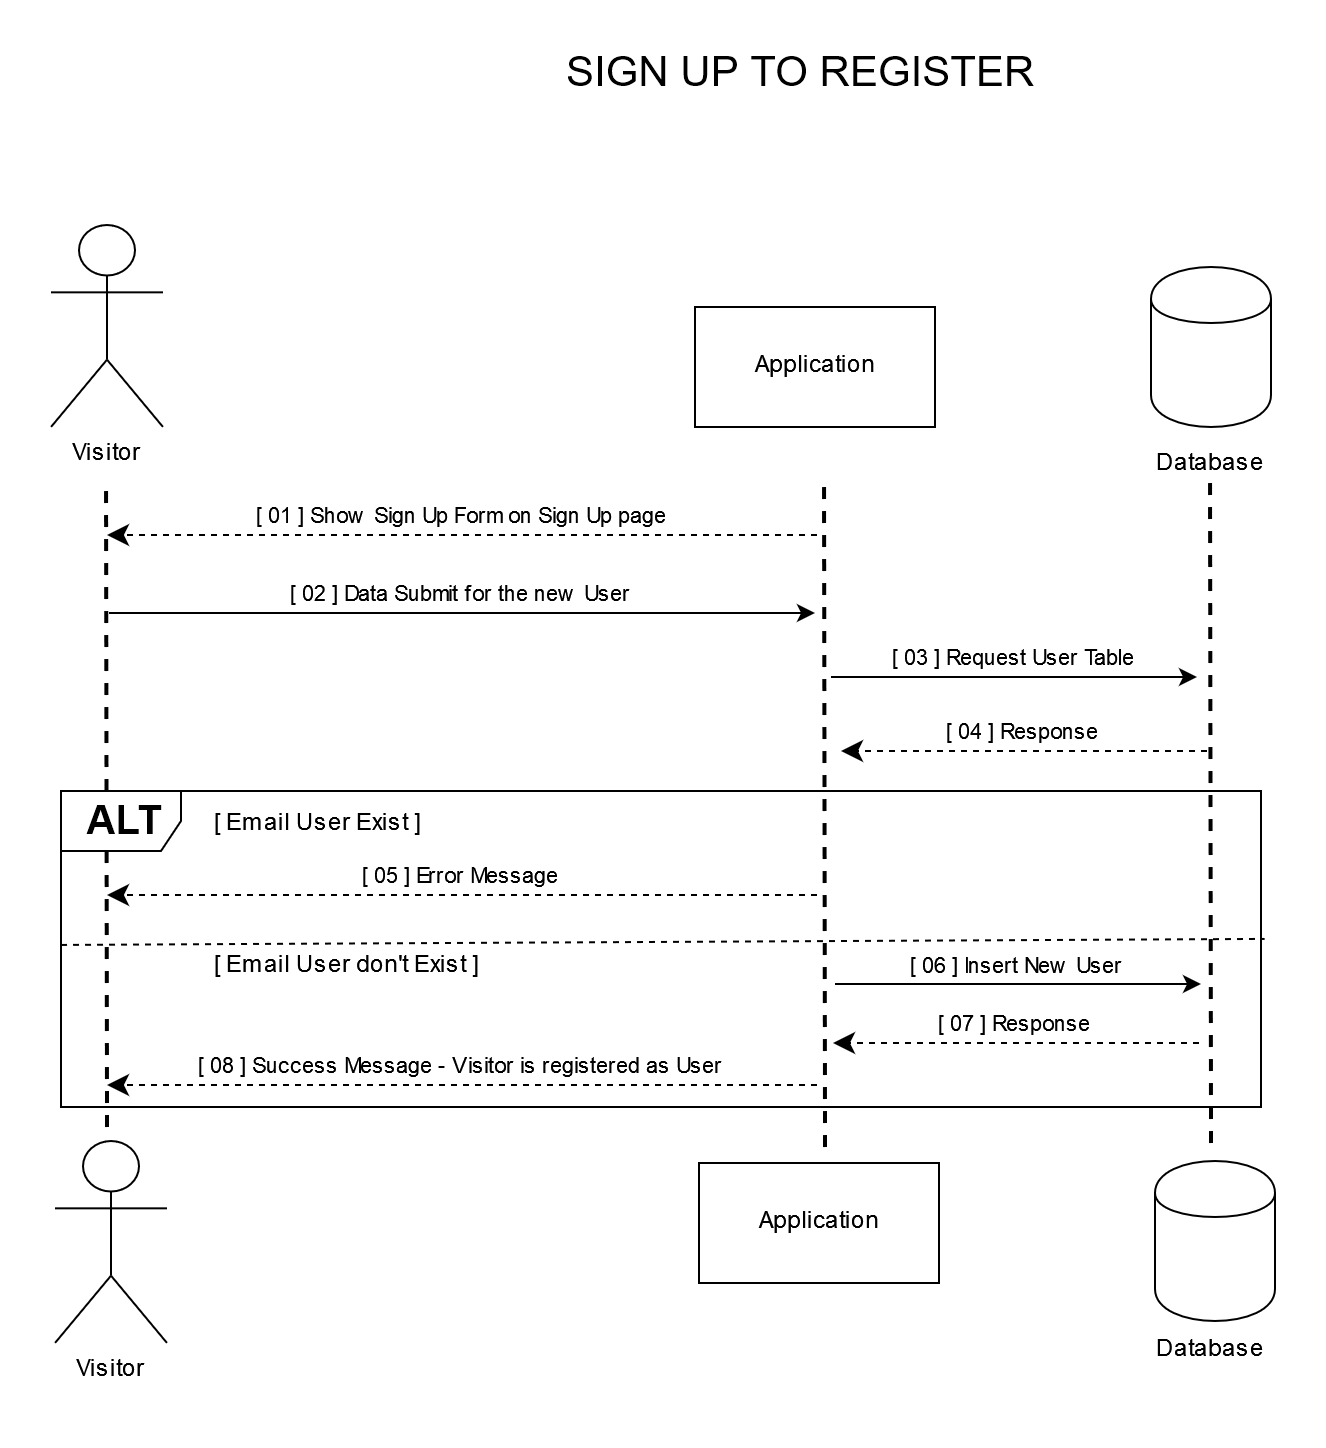 SIGN UP TO REGISTER
Application
Visitor
Database
[ 01 ] Show Sign Up Form on Sign Up page
[ 02 ] Data Submit for the new User
[ 03 ] Request User Table
[ 04 ] Response
ALT
[ Email User Exist ]
[ 05 ] Error Message
[ Email User don't Exist ]
[ 06 ] Insert New User
[ 07 ] Response
[ 08 ] Success Message - Visitor is registered as User
Application
Database
Visitor